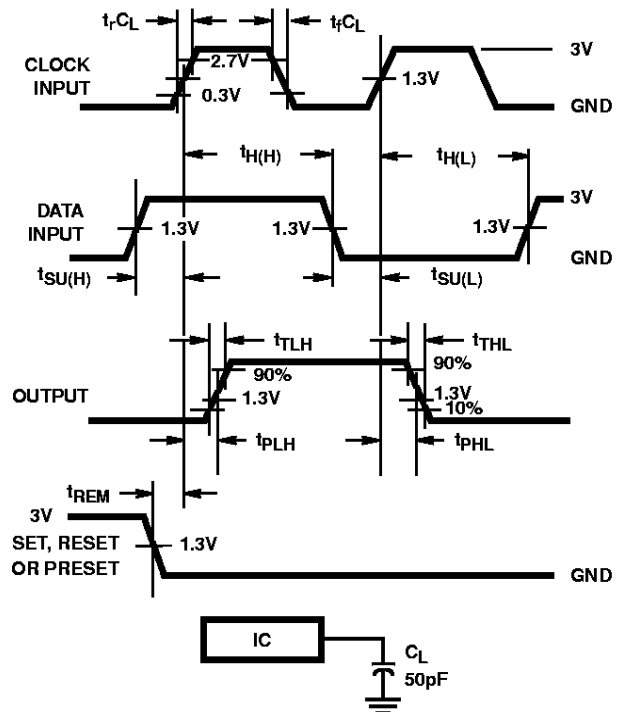 trCL
tfCL
CLOCK
INPUT
2.7V
0.3V
1.3V
3V
GND
tH(H)
tH(L)
DATA
INPUT
1.3V
1.3V
1.3V
3V
GND
tSU(H)
tSU(L)
tTLH
tTHL
OUTPUT
90%
1.3V
90%
1.3V
10%
tPLH
tPHL
tREM
3V
SET, RESET
OR PRESET
1.3V
GND
IC
CL
50pF